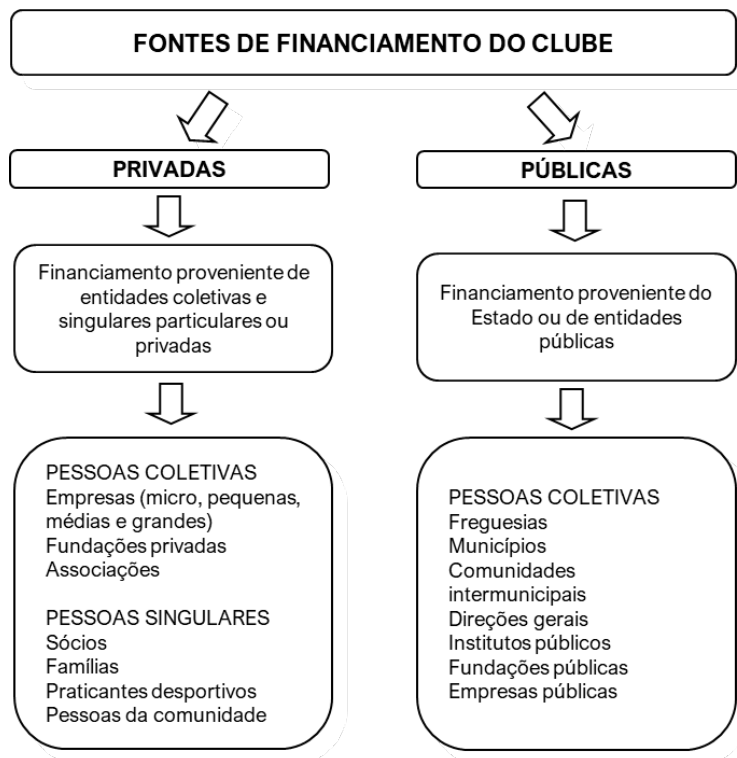 FONTES DE FINANCIAMENTO DO CLUBE
PRIVADAS
Financiamento proveniente de
entidades coletivas e
singulares particulares ou
privadas
PESSOAS COLETIVAS
Empresas (micro, pequenas,
médias e grandes)
Fundações privadas
Associações
PESSOAS SINGULARES
Sócios
Famílias
Praticantes desportivos
Pessoas da comunidade
PÚBLICAS
Financiamento proveniente do
Estado ou de entidades
públicas
PESSOAS COLETIVAS
Freguesias
Municípios
Comunidades
intermunicipais
Direções gerais
Institutos públicos
Fundações públicas
Empresas públicas